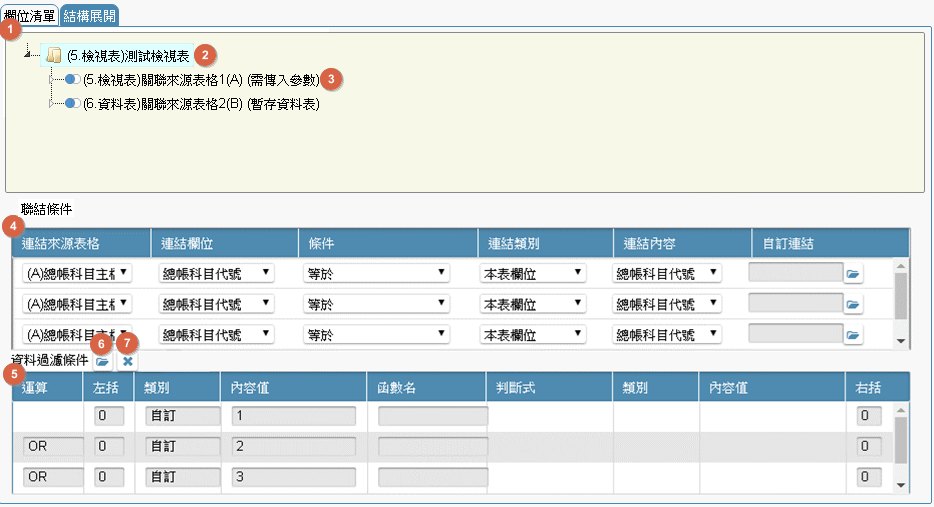 欄位清單 結構展開
1
(5.檢視表)測試檢視表 2
(5.檢視表)關聯來源表格1(A) (需傳入參數) 3
(6.資料表)關聯來源表格2(B) (暫存資料表)
聯結條件
4
連結來源表格 連結欄位 條件 連結類別 連結內容 自訂連結
(A)總帳科目主 總帳科目代號 等於 本表欄位 總帳科目代號
(A)總帳科目主 總帳科目代號 等於 本表欄位 總帳科目代號
(A)總帳科目主 總帳科目代號 等於 本表欄位 總帳科目代號
6 7
資料過濾條件
5
運算 左括 類別 內容值 函數名 判斷式 類別 內容值 右括
0 自訂 1 0
OR 0 自訂 2 0
OR 0 自訂 3 0